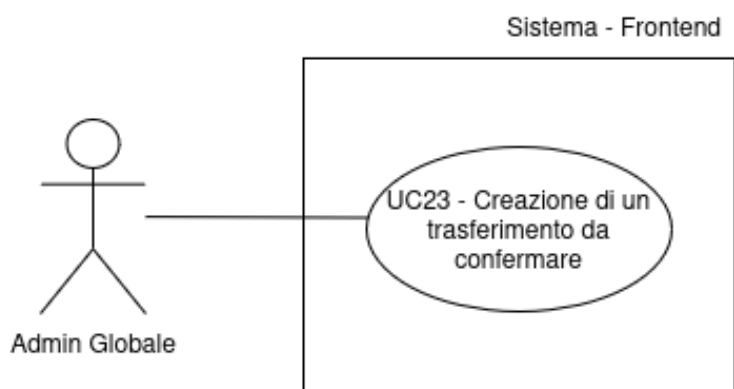 Sistema - Frontend
UC23 - Creazione di un
trasferimento da
confermare
Admin Globale